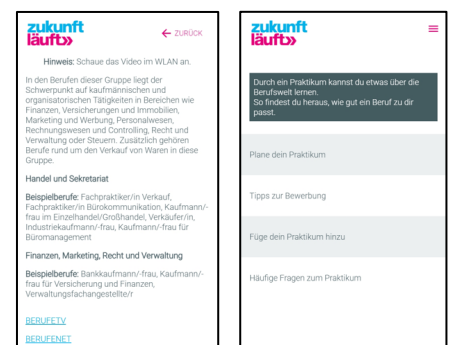 zukunft
läuft»
← ZURÜCK
Hinweis: Schaue das Video im WLAN an.
In den Berufen dieser Gruppe liegt der
Schwerpunkt auf kaufmännischen und
organisatorischen Tätigkeiten in Bereichen wie
Finanzen, Versicherungen und Immobilien,
Marketing und Werbung, Personalwesen,
Rechnungswesen und Controlling, Recht und
Verwaltung oder Steuern. Zusätzlich gehören
Berufe rund um den Verkauf von Waren in diese
Gruppe.
Handel und Sekretariat
Beispielberufe: Fachpraktiker/in Verkauf,
Fachpraktiker/in Bürokommunikation, Kaufmann/-
frau im Einzelhandel/Großhandel, Verkäufer/in,
Industriekaufmann/-frau, Kaufmann/-frau für
Büromanagement
Finanzen, Marketing, Recht und Verwaltung
Beispielberufe: Bankkaufmann/-frau, Kaufmann/-
frau für Versicherung und Finanzen,
Verwaltungsfachangestellte/r
BERUFETV
BERUFENET
zukunft
läuft»
Durch ein Praktikum kannst du etwas über die
Berufswelt lernen.
So findest du heraus, wie gut ein Beruf zu dir
passt.
Plane dein Praktikum
Tipps zur Bewerbung
Füge dein Praktikum hinzu
Häufige Fragen zum Praktikum